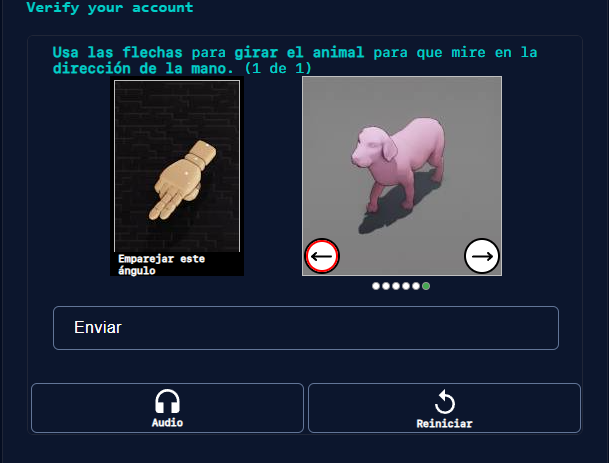 Verify your account
Usa las flechas para girar el animal para que mire en la
dirección de la mano. (1 de 1)
Emparejar este
ángulo
Enviar
Audio
Reiniciar